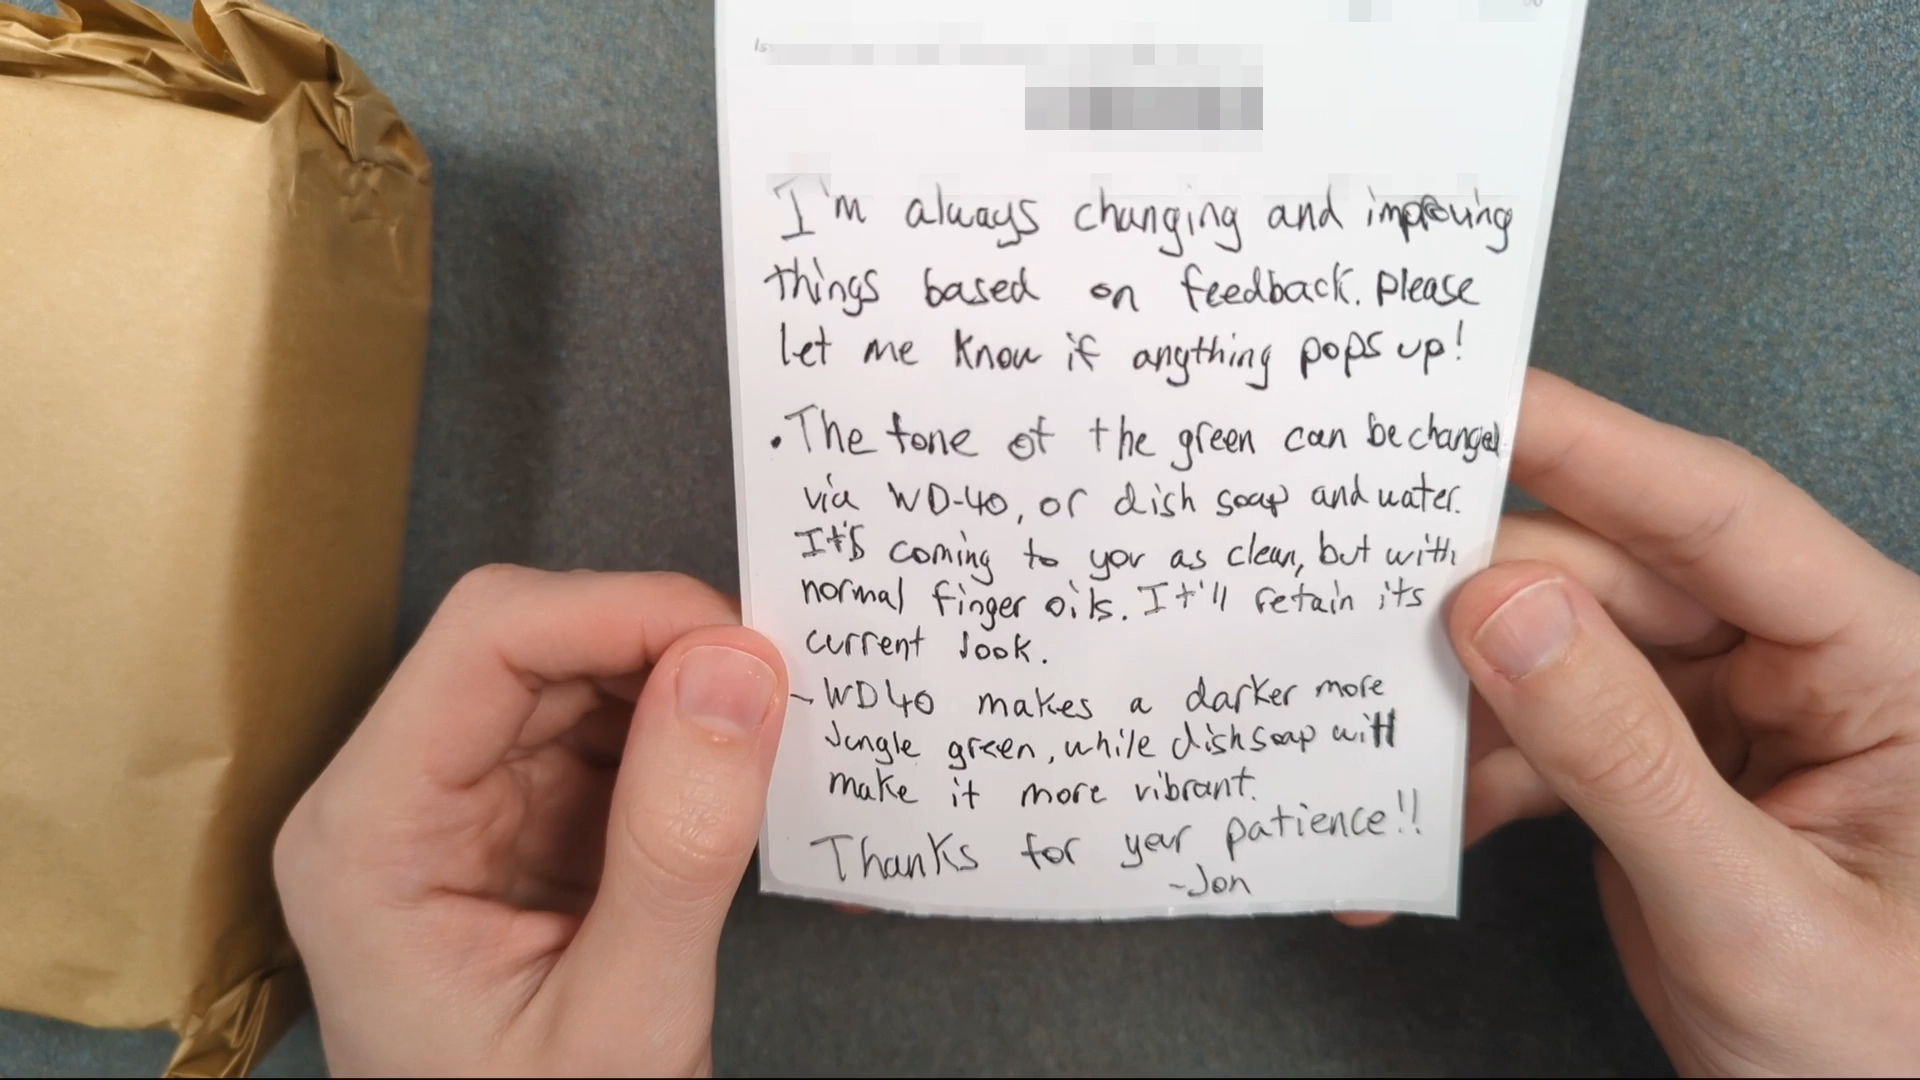 I'm always changing and improving
things based on feedback. Please
let me know if anything pops up!
• The tone of the green can be changed
via WD-40, or dish soap and water.
It's coming to you as clean, but with
normal finger oils. It'll retain its
current look.
- WD40 makes a darker more
Jungle green, while dish soap will
make it more vibrant.
Thanks for your patience!!
-Jon